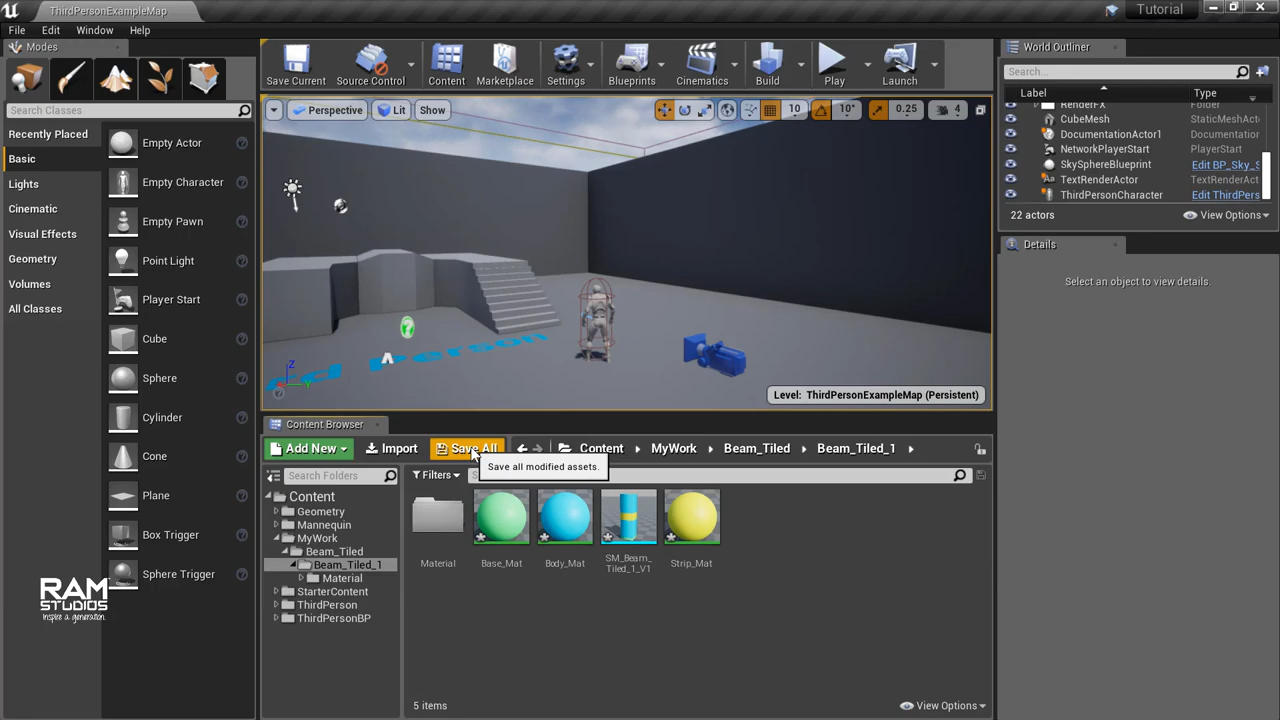 ThirdPersonExampleMap
Tutorial
File Edit Window Help
Modes
Search Classes
Recently Placed
Basic
Lights
Cinematic
Visual Effects
Geometry
Volumes
All Classes
Empty Actor
Empty Character
Empty Pawn
Point Light
Player Start
Cube
Sphere
Cylinder
Cone
Plane
Box Trigger
Sphere Trigger
RAM
STUDIOS
Inspire a generation.
Save Current Source Control Content Marketplace Settings Blueprints Cinematics Build Play Launch
Perspective Lit Show 10 10° 0.25 4
Person
Z
Level: ThirdPersonExampleMap (Persistent)
Content Browser
Add New Import Save All Content MyWork Beam_Tiled Beam_Tiled_1
Save all modified assets.
Search Folders
Filters
Content
Geometry
Mannequin
MyWork
Beam_Tiled
Beam_Tiled_1
Material
StarterContent
ThirdPerson
ThirdPersonBP
Material
Base_Mat
Body_Mat
SM_Beam_
Tiled_1_V1
Strip_Mat
5 items
View Options
World Outliner
Search...
Label Type
RenderFX Folder
CubeMesh StaticMeshAct
DocumentationActor1 Documentation
NetworkPlayerStart PlayerStart
SkySphereBlueprint Edit BP_Sky_S
TextRenderActor TextRenderAct
ThirdPersonCharacter Edit ThirdPers
22 actors View Options
Details
Select an object to view details.